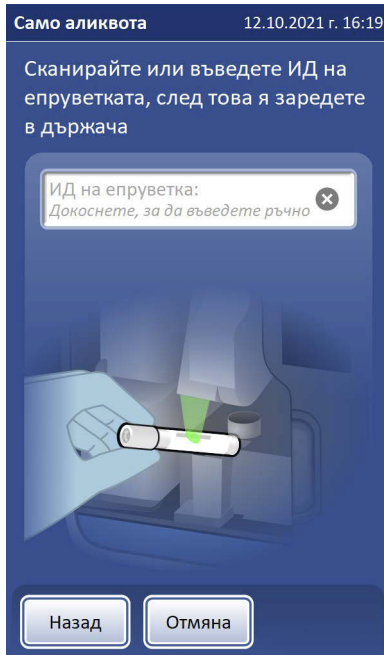 Само аликвота 12.10.2021 г. 16:19
Сканирайте или въведете ИД на
епруветката, след това я заредете
в държача
ИД на епруветка:
Докоснете, за да въведете ръчно
Назад Отмяна